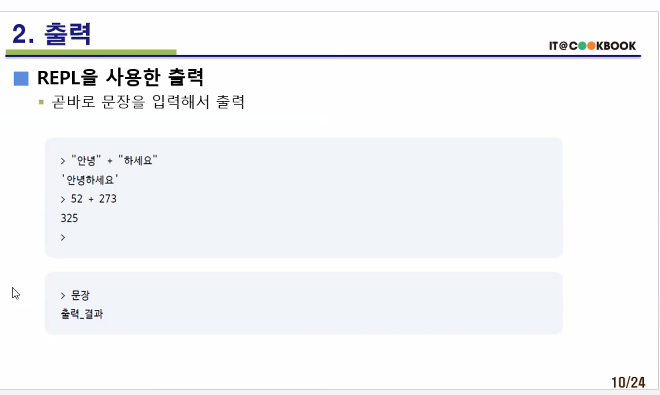 2. 출력
IT@COOKBOOK
REPL을 사용한 출력
곧바로 문장을 입력해서 출력
> "안녕" + "하세요"
'안녕하세요'
> 52 + 273
325
>
> 문장
출력_결과
10/24